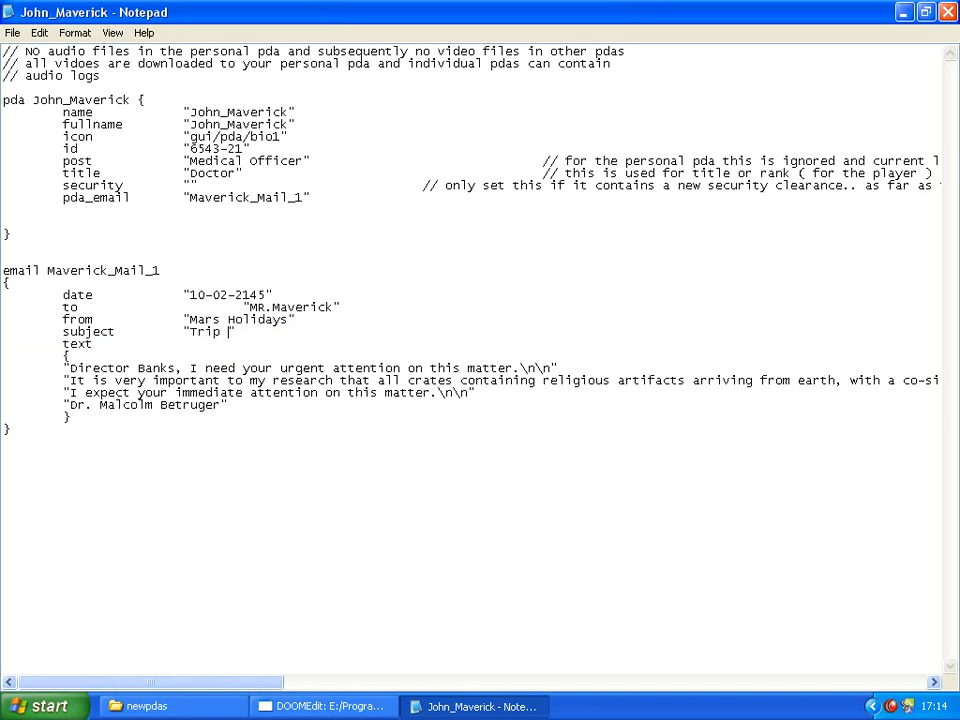 John_Maverick - Notepad
File Edit Format View Help
// NO audio files in the personal pda and subsequently no video files in other pdas
// all vidoes are downloaded to your personal pda and individual pdas can contain
// audio logs
pda John_Maverick {
name "John_Maverick"
fullname "John_Maverick"
icon "gui/pda/bio1"
id "6543-21"
post "Medical Officer" // for the personal pda this is ignored and current l
title "Doctor" // this is used for title or rank ( for the player )
security "" // only set this if it contains a new security clearance.. as far as
pda_email "Maverick_Mail_1"
}
email Maverick_Mail_1
{
date "10-02-2145"
to "MR.Maverick"
from "Mars Holidays"
subject "Trip "
text
{
"Director Banks, I need your urgent attention on this matter.\n\n"
"It is very important to my research that all crates containing religious artifacts arriving from earth, with a co-si
"I expect your immediate attention on this matter.\n\n"
"Dr. Malcolm Betruger"
}
}
start newpdas DOOMEdit: E:/Progra... John_Maverick - Note... 17:14